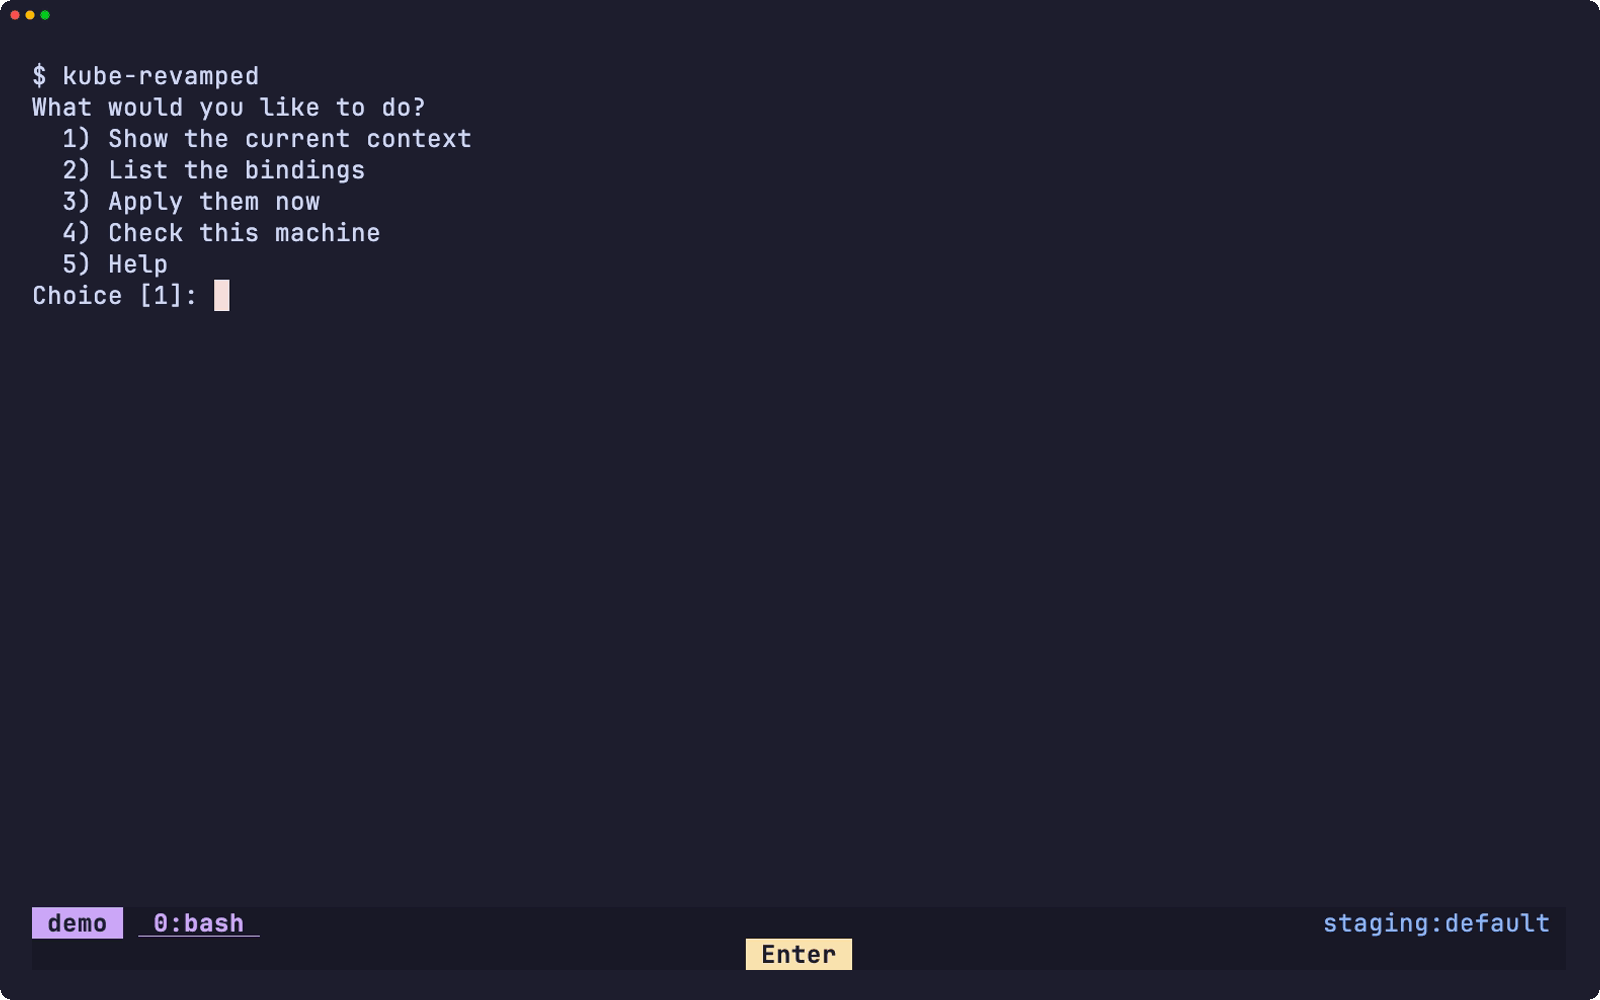 $ kube-revamped
What would you like to do?
  1) Show the current context
  2) List the bindings
  3) Apply them now
  4) Check this machine
  5) Help
Choice [1]:
demo 0:bash staging:default
Enter